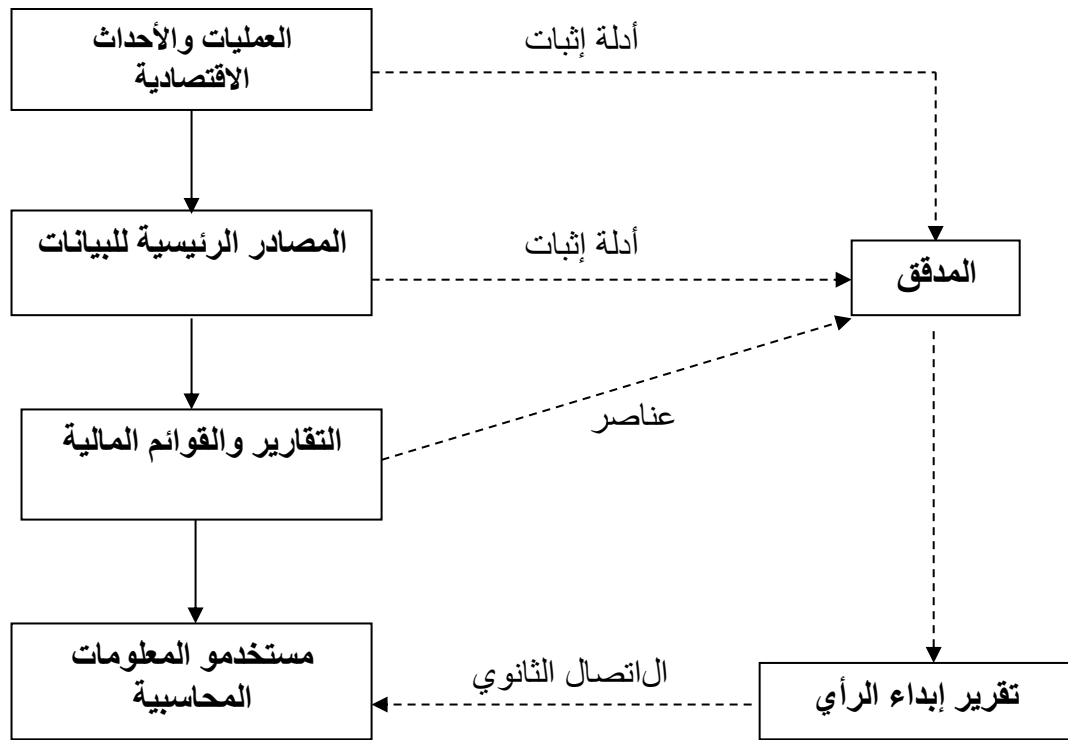 العمليات والأحداث
الاقتصادية
أدلة إثبات
المصادر الرئيسية للبيانات
أدلة إثبات
المدقق
التقارير والقوائم المالية
عناصر
مستخدمو المعلومات
المحاسبية
الاتصال الثانوي
تقرير إبداء الرأي